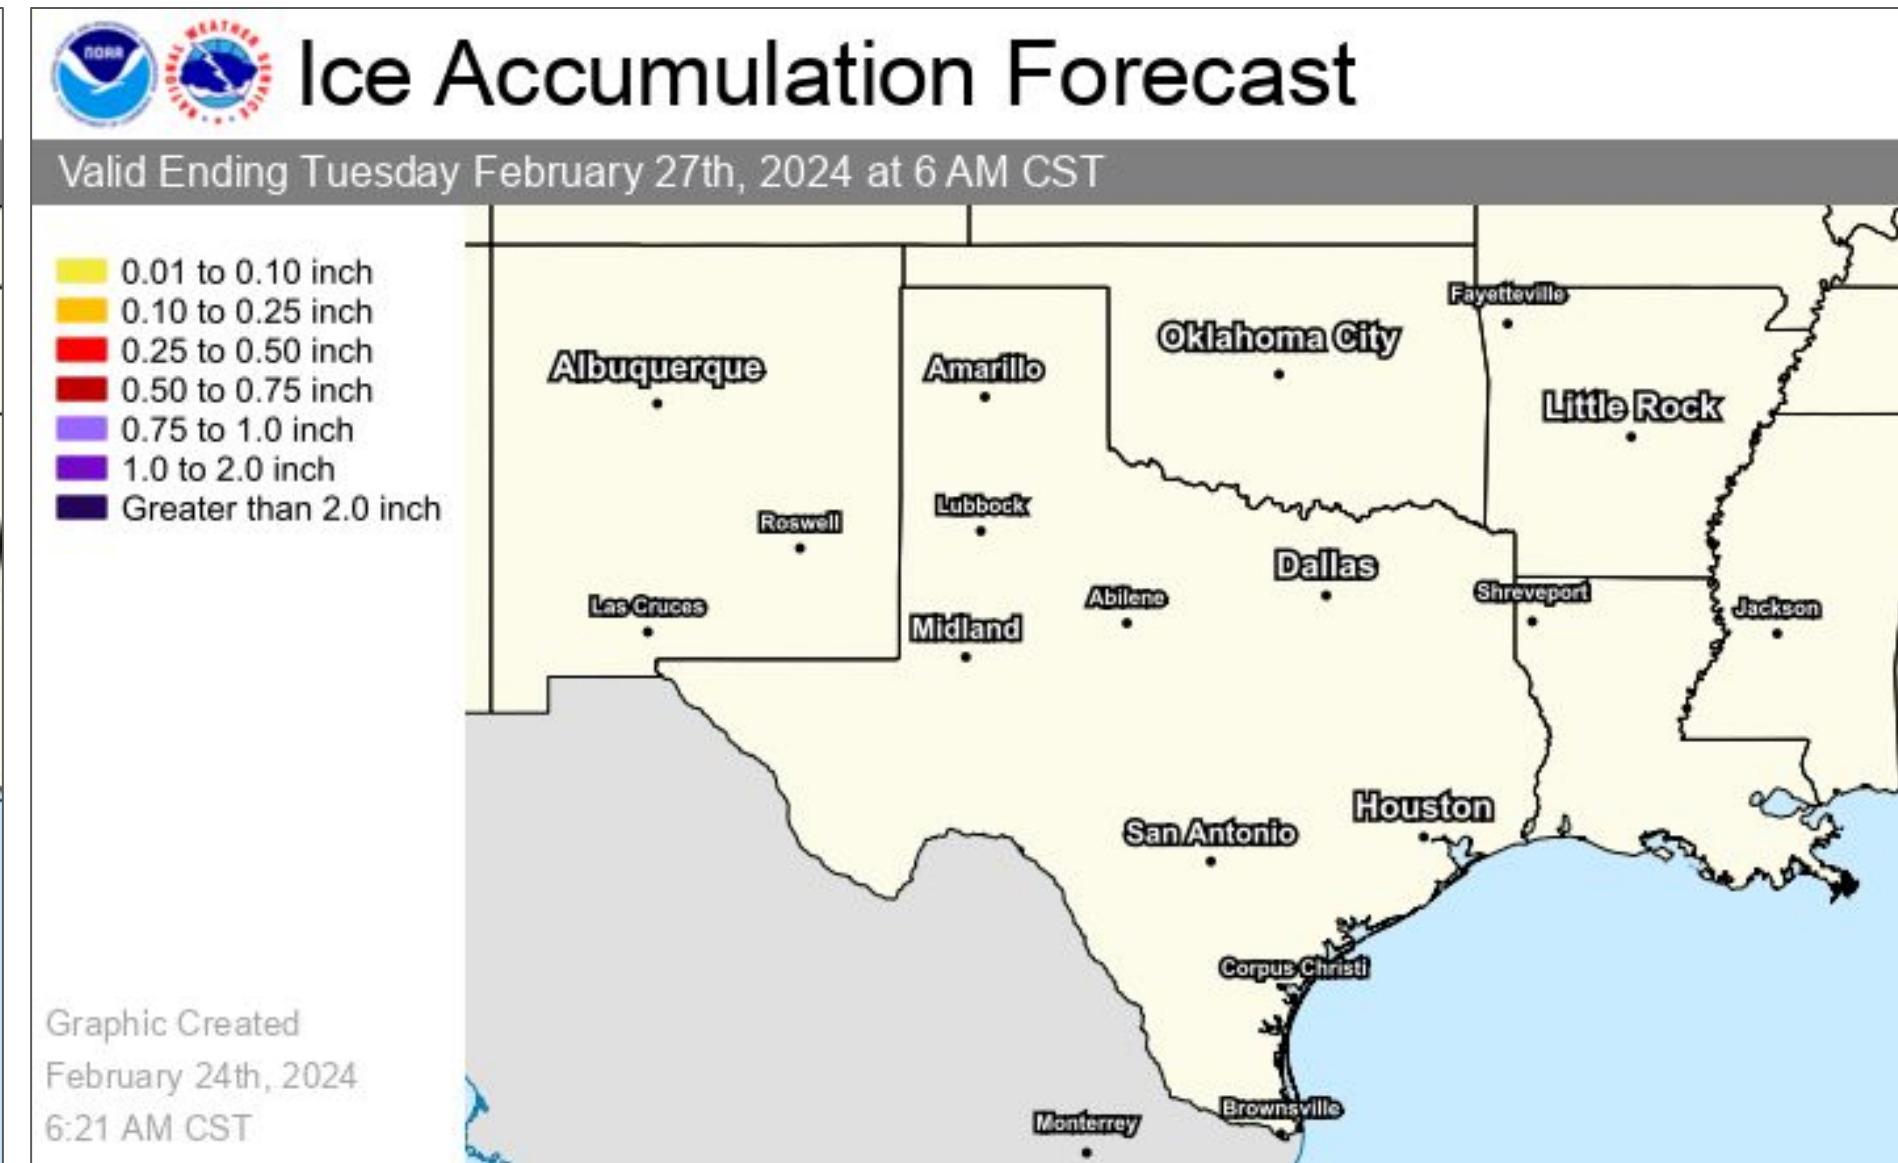 NOAA
NATIONAL WEATHER SERVICE
Ice Accumulation Forecast
Valid Ending Tuesday February 27th, 2024 at 6 AM CST
0.01 to 0.10 inch
0.10 to 0.25 inch
0.25 to 0.50 inch
0.50 to 0.75 inch
0.75 to 1.0 inch
1.0 to 2.0 inch
Greater than 2.0 inch
Fayetteville
Oklahoma City
Albuquerque
Amarillo
Little Rock
Lubbock
Roswell
Dallas
Shreveport
Abilene
Las Cruces
Jackson
Midland
Houston
San Antonio
Corpus Christi
Brownsville
Monterrey
Graphic Created
February 24th, 2024
6:21 AM CST